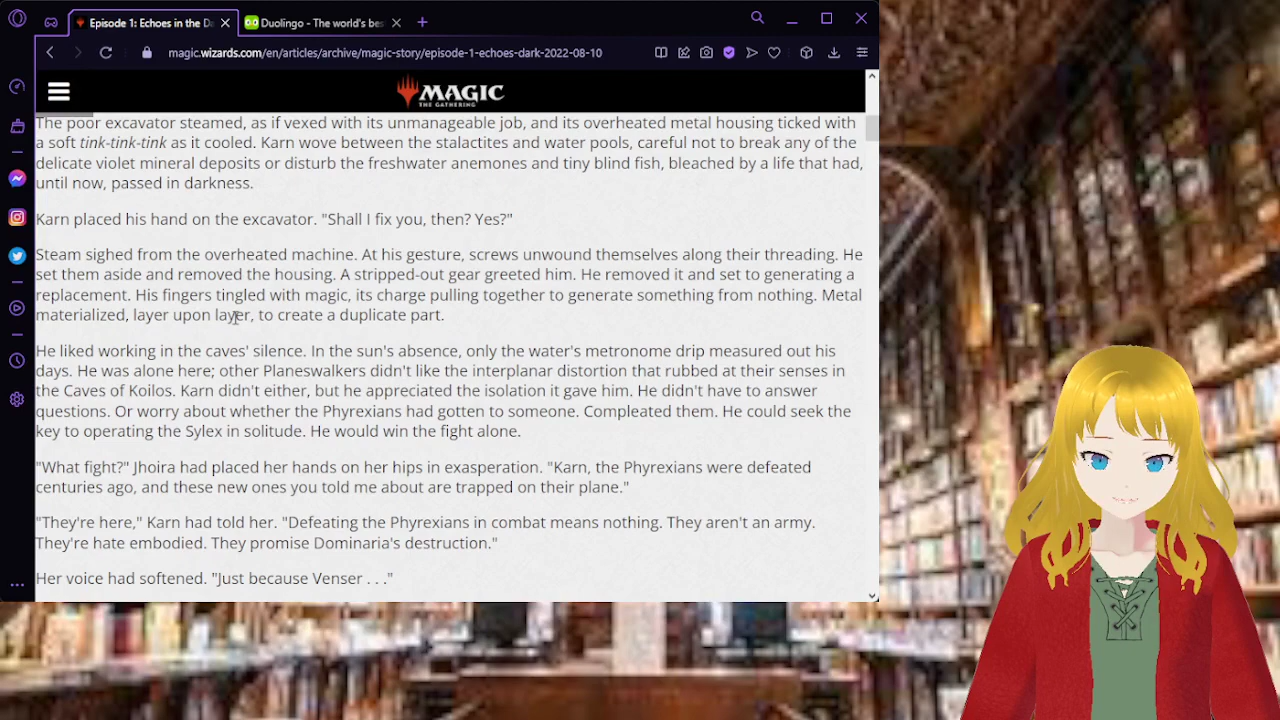 Episode 1: Echoes in the Da
Duolingo - The world's bes
magic.wizards.com/en/articles/archive/magic-story/episode-1-echoes-dark-2022-08-10
MAGIC
THE GATHERING
The poor excavator steamed, as if vexed with its unmanageable job, and its overheated metal housing ticked with
a soft tink-tink-tink as it cooled. Karn wove between the stalactites and water pools, careful not to break any of the
delicate violet mineral deposits or disturb the freshwater anemones and tiny blind fish, bleached by a life that had,
until now, passed in darkness.
Karn placed his hand on the excavator. "Shall I fix you, then? Yes?"
Steam sighed from the overheated machine. At his gesture, screws unwound themselves along their threading. He
set them aside and removed the housing. A stripped-out gear greeted him. He removed it and set to generating a
replacement. His fingers tingled with magic, its charge pulling together to generate something from nothing. Metal
materialized, layer upon layer, to create a duplicate part.
He liked working in the caves' silence. In the sun's absence, only the water's metronome drip measured out his
days. He was alone here; other Planeswalkers didn't like the interplanar distortion that rubbed at their senses in
the Caves of Koilos. Karn didn't either, but he appreciated the isolation it gave him. He didn't have to answer
questions. Or worry about whether the Phyrexians had gotten to someone. Compleated them. He could seek the
key to operating the Sylex in solitude. He would win the fight alone.
"What fight?" Jhoira had placed her hands on her hips in exasperation. "Karn, the Phyrexians were defeated
centuries ago, and these new ones you told me about are trapped on their plane."
"They're here," Karn had told her. "Defeating the Phyrexians in combat means nothing. They aren't an army.
They're hate embodied. They promise Dominaria's destruction."
Her voice had softened. "Just because Venser . . ."